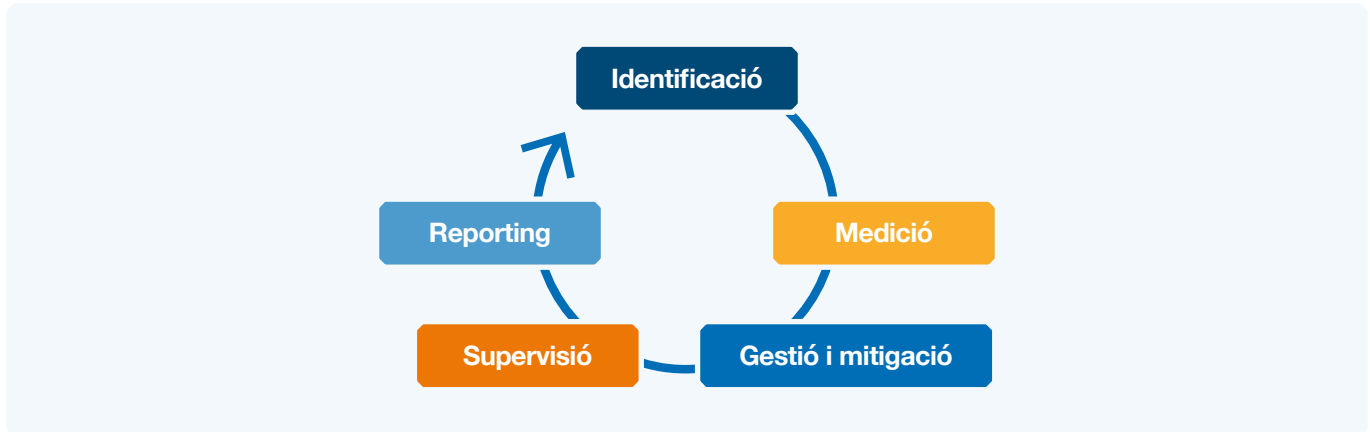 Identificació
Reporting
Medició
Supervisió
Gestió i mitigació